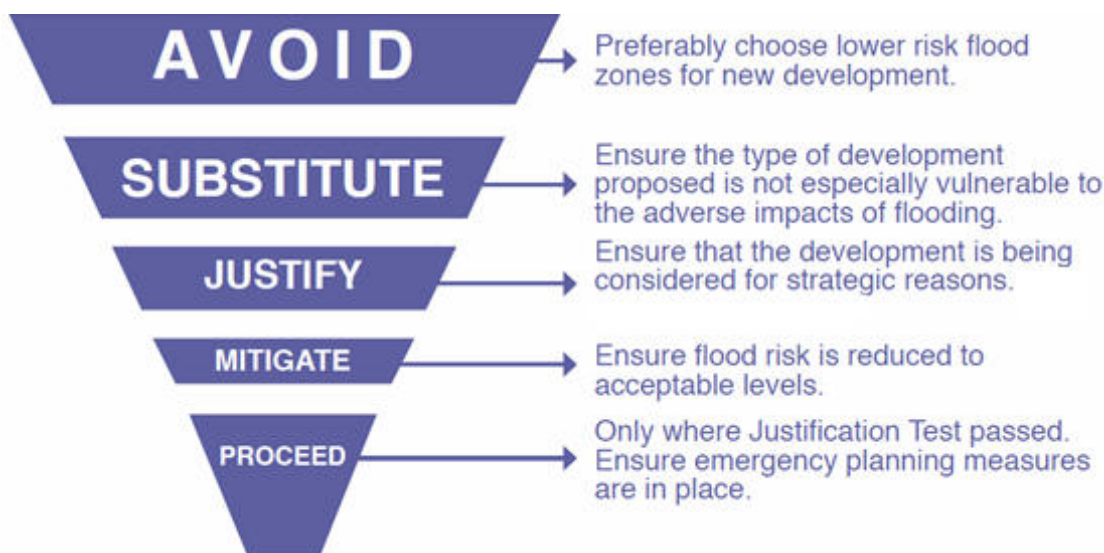 AVOID
Preferably choose lower risk flood
zones for new development.
SUBSTITUTE
Ensure the type of development
proposed is not especially vulnerable to
the adverse impacts of flooding.
JUSTIFY
Ensure that the development is being
considered for strategic reasons.
MITIGATE
Ensure flood risk is reduced to
acceptable levels.
PROCEED
Only where Justification Test passed.
Ensure emergency planning measures
are in place.